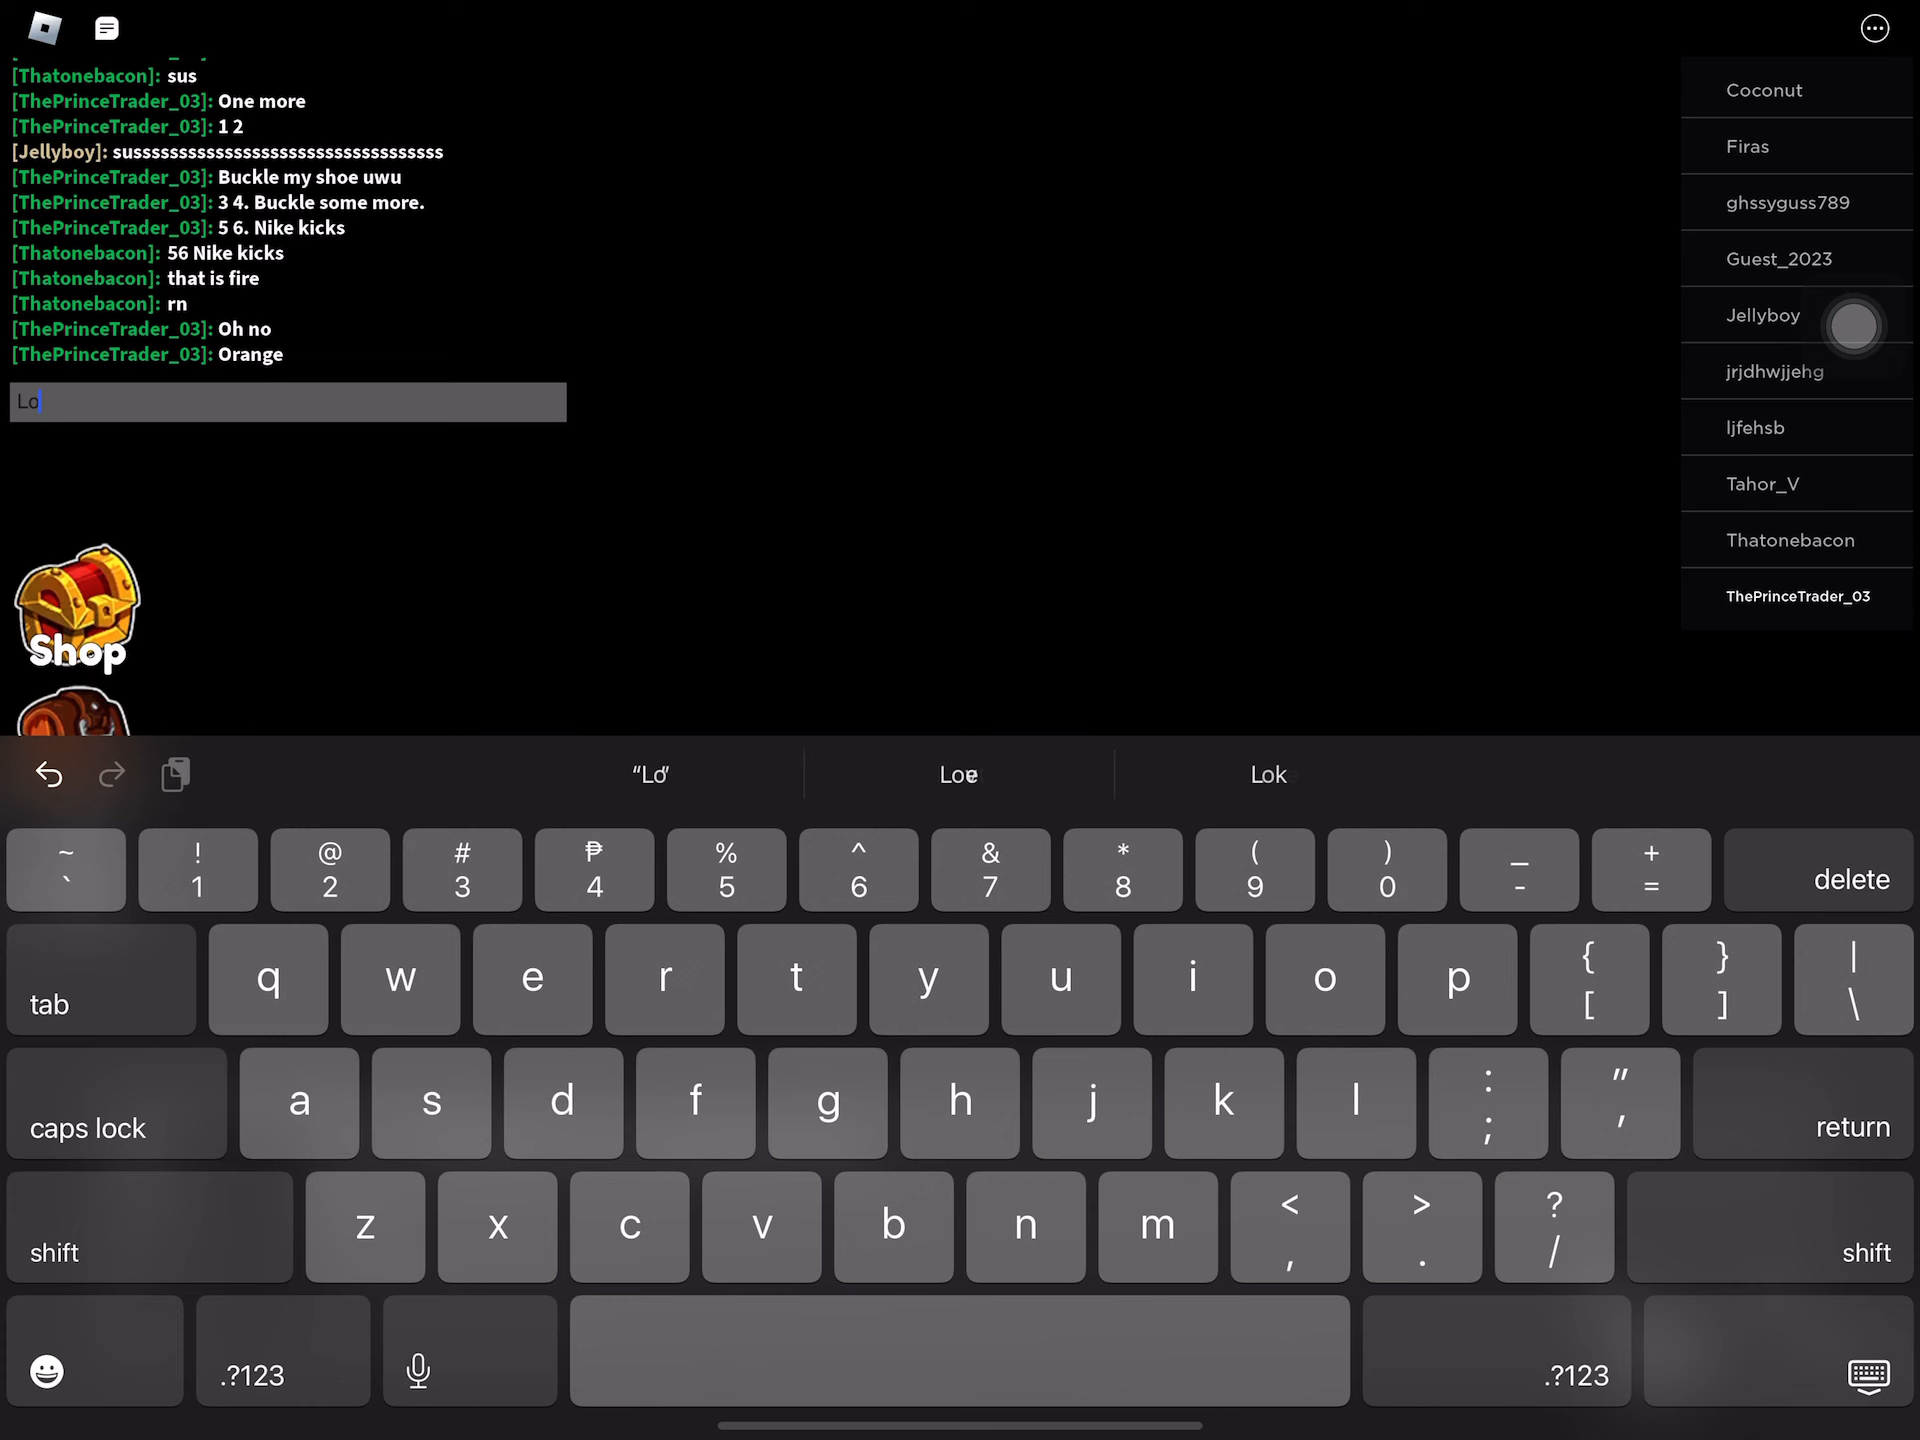 [Thatonebacon]: sus
[ThePrinceTrader_03]: One more
[ThePrinceTrader_03]: 1 2
[Jellyboy]: susssssssssssssssssssssssssssssssss
[ThePrinceTrader_03]: Buckle my shoe uwu
[ThePrinceTrader_03]: 3 4. Buckle some more.
[ThePrinceTrader_03]: 5 6. Nike kicks
[Thatonebacon]: 56 Nike kicks
[Thatonebacon]: that is fire
[Thatonebacon]: rn
[ThePrinceTrader_03]: Oh no
[ThePrinceTrader_03]: Orange
Lo
Coconut
Firas
ghssyguss789
Guest_2023
Jellyboy
jrjdhwjjehg
ljfehsb
Tahor_V
Thatonebacon
ThePrinceTrader_03
Shop
“Lo” Lok
~ ! @ # ₱ % ^ & * ( ) _ +
` 1 2 3 4 5 6 7 8 9 0 - = delete
tab q w e r t y u i o p { [ } ] | \
caps lock a s d f g h j k l : ; " ' return
shift z x c v b n m < , > . ? / shift
.?123 .?123